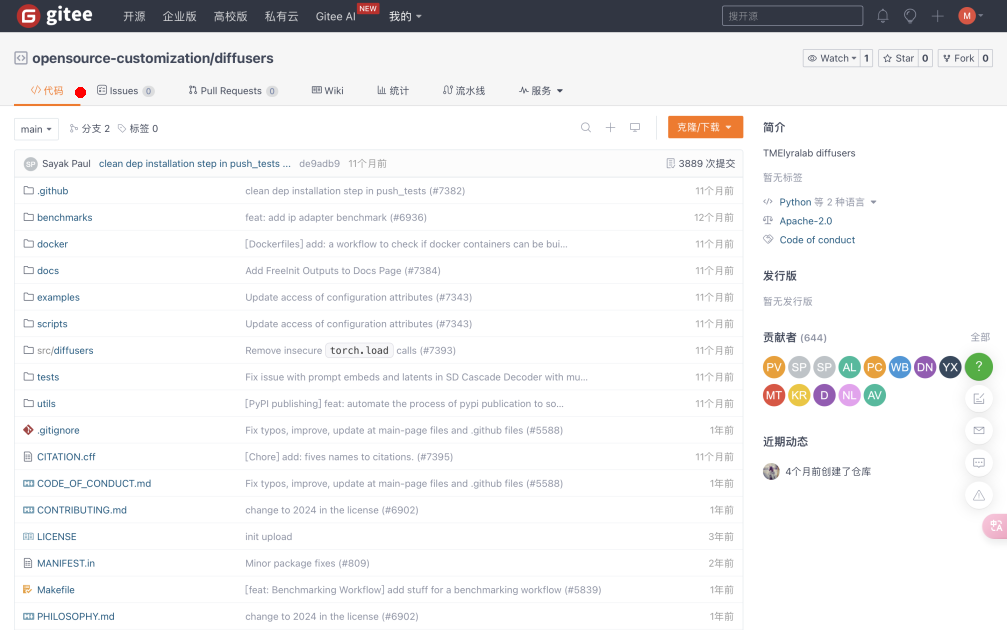 gitee 开源 企业版 高校版 私有云 Gitee AI NEW 我的 搜开源 M
opensource-customization/diffusers Watch 1 Star 0 Fork 0
代码 Issues 0 Pull Requests 0 Wiki 统计 流水线 服务
main 分支 2 标签 0 克隆/下载
SP Sayak Paul clean dep installation step in push_tests ... de9adb9 11个月前 3889 次提交
.github clean dep installation step in push_tests (#7382) 11个月前
benchmarks feat: add ip adapter benchmark (#6936) 12个月前
docker [Dockerfiles] add: a workflow to check if docker containers can be bui... 11个月前
docs Add FreeInit Outputs to Docs Page (#7384) 11个月前
examples Update access of configuration attributes (#7343) 11个月前
scripts Update access of configuration attributes (#7343) 11个月前
src/diffusers Remove insecure torch.load calls (#7393) 11个月前
tests Fix issue with prompt embeds and latents in SD Cascade Decoder with mu... 11个月前
utils [PyPI publishing] feat: automate the process of pypi publication to so... 11个月前
.gitignore Fix typos, improve, update at main-page files and .github files (#5588) 1年前
CITATION.cff [Chore] add: fives names to citations. (#7395) 11个月前
CODE_OF_CONDUCT.md Fix typos, improve, update at main-page files and .github files (#5588) 1年前
CONTRIBUTING.md change to 2024 in the license (#6902) 1年前
LICENSE init upload 3年前
MANIFEST.in Minor package fixes (#809) 2年前
Makefile [feat: Benchmarking Workflow] add stuff for a benchmarking workflow (#5839) 1年前
PHILOSOPHY.md change to 2024 in the license (#6902) 1年前
简介
TMElyralab diffusers
暂无标签
Python 等 2 种语言
Apache-2.0
Code of conduct
发行版
暂无发行版
贡献者 (644) 全部
PV SP SP AL PC WB DN YX ?
MT KR D NL AV
近期动态
4个月前创建了仓库